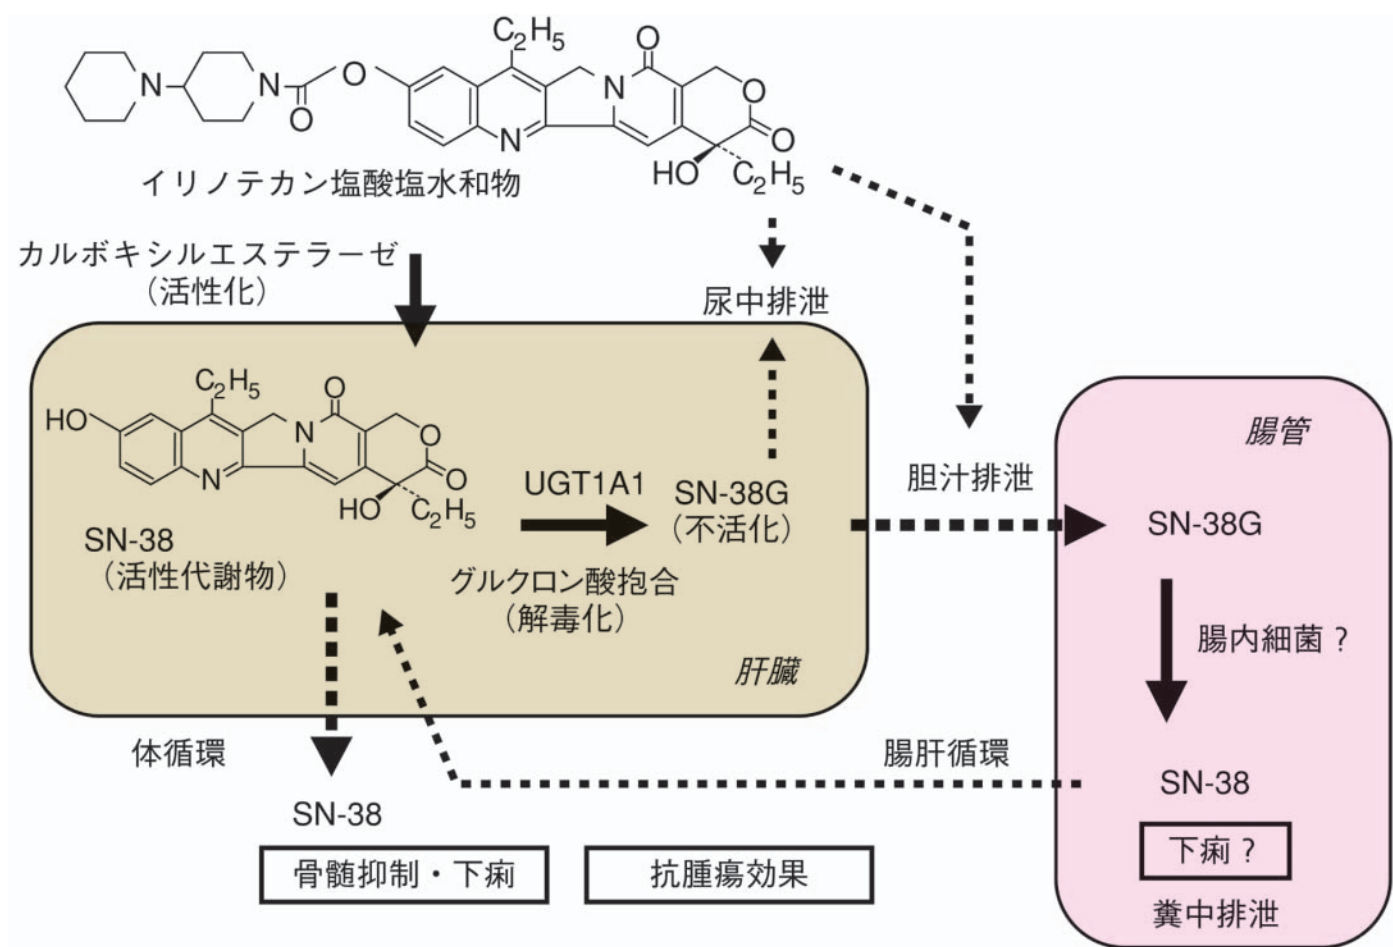 C2H5
O
N
N
O
O
N
O
O
N
HO
C2H5
イリノテカン塩酸塩水和物
カルボキシルエステラーゼ
（活性化）
尿中排泄
C2H5
O
HO
N
O
N
O
HO
C2H5
SN-38
（活性代謝物）
UGT1A1
グルクロン酸抱合
（解毒化）
SN-38G
（不活化）
肝臓
胆汁排泄
腸管
SN-38G
腸内細菌？
SN-38
下痢？
糞中排泄
腸肝循環
体循環
SN-38
骨髄抑制・下痢
抗腫瘍効果